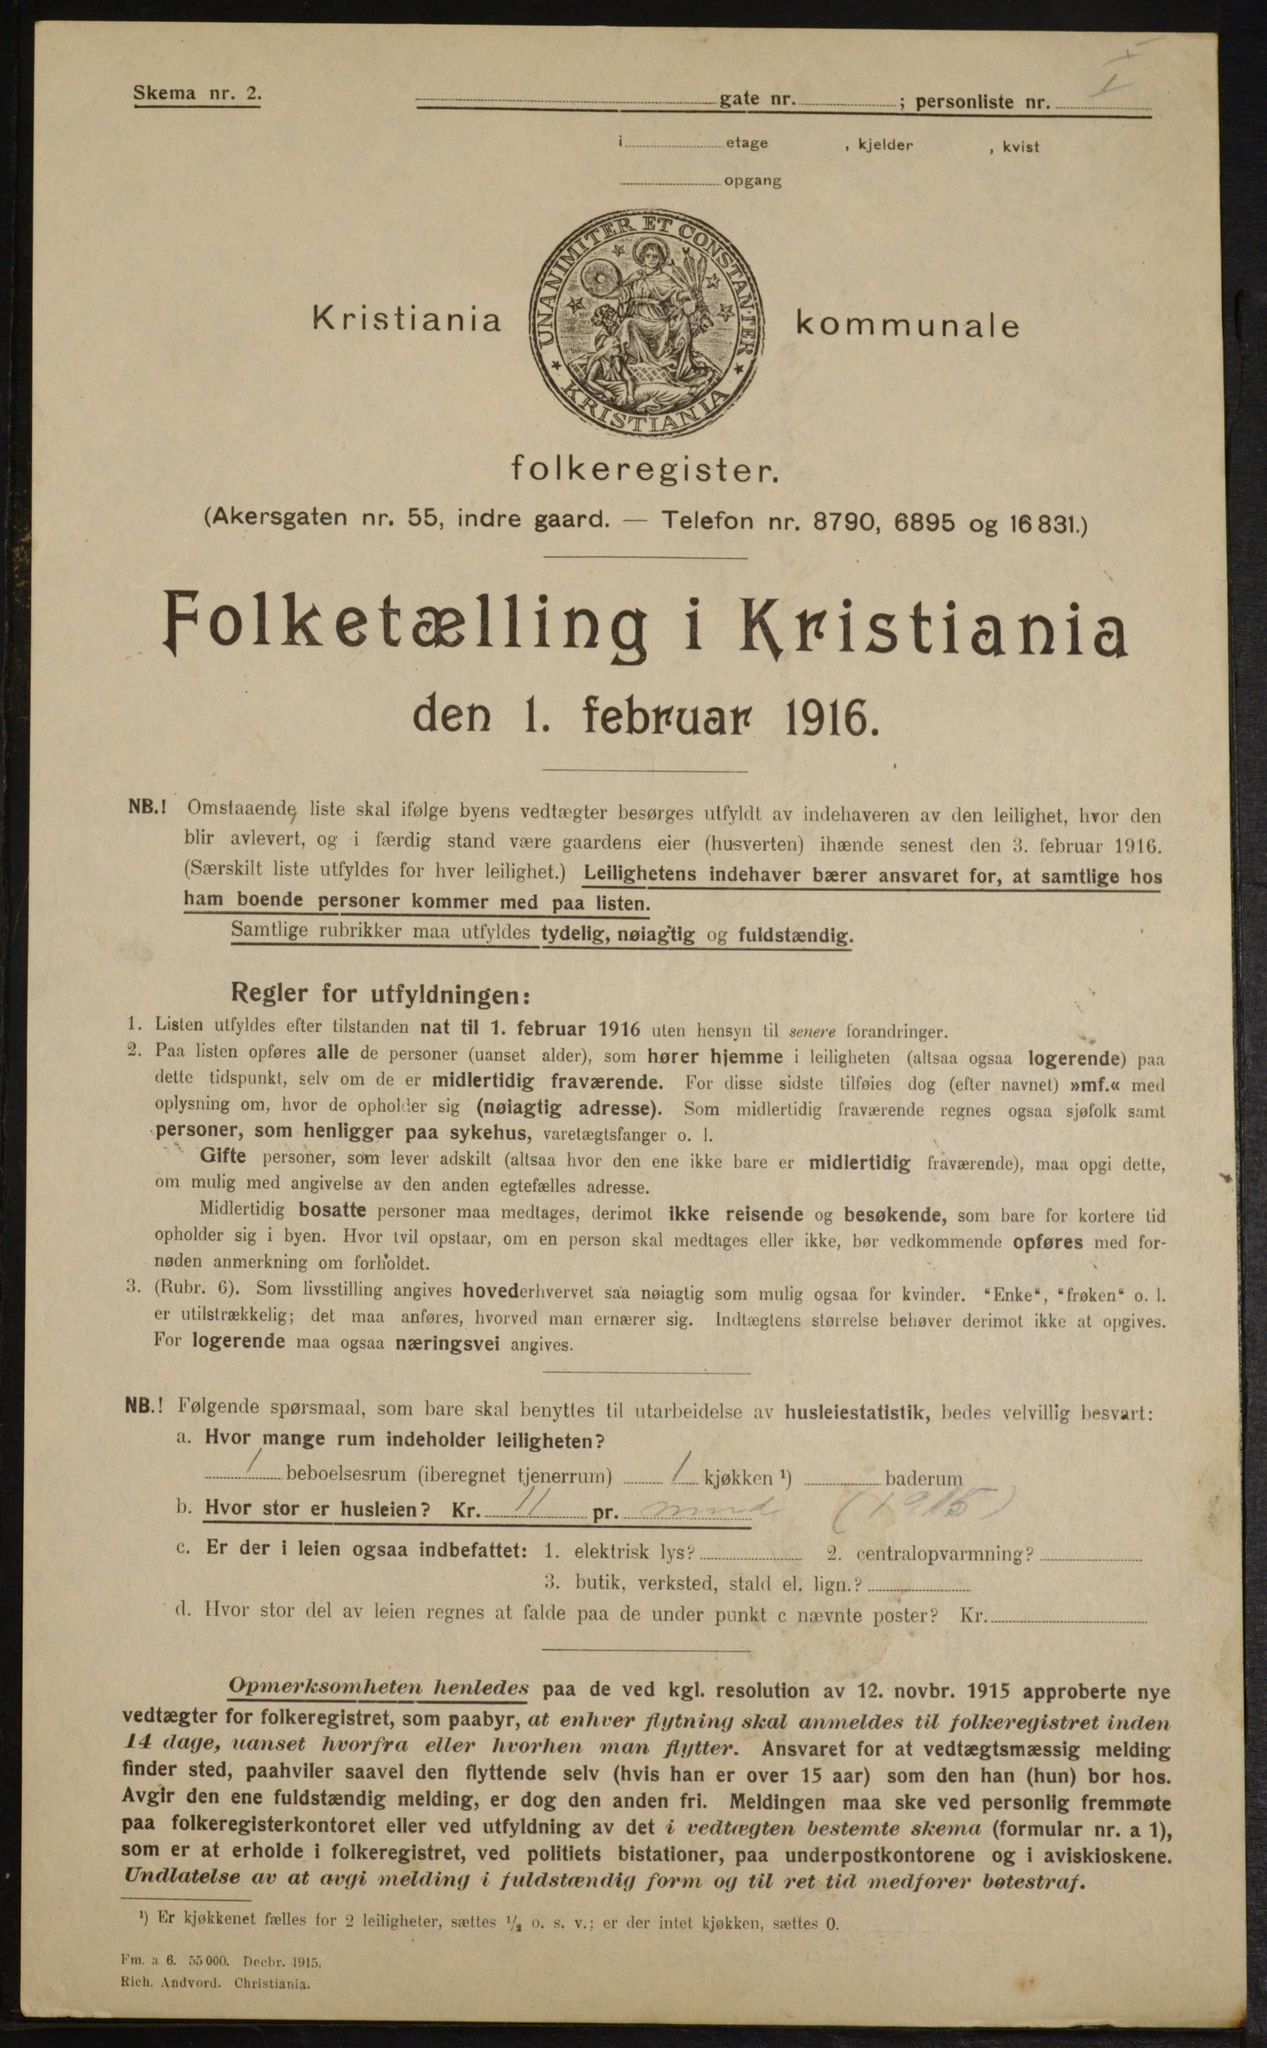 I
Skema nr. 2. gate nr. ; personliste nr.
i etage , kjelder , kvist
opgang
UNANIMITER ET CONSTANTER
KRISTIANIA
Kristiania kommunale
folkeregister.
(Akersgaten nr. 55, indre gaard. — Telefon nr. 8790, 6895 og 16 831.)
Folketælling i Kristiania
den 1. februar 1916.
NB.! Omstaaende liste skal ifølge byens vedtægter besørges utfyldt av indehaveren av den leilighet, hvor den
blir avlevert, og i færdig stand være gaardens eier (husverten) ihænde senest den 3. februar 1916.
(Særskilt liste utfyldes for hver leilighet.) Leilighetens indehaver bærer ansvaret for, at samtlige hos
ham boende personer kommer med paa listen.
Samtlige rubrikker maa utfyldes tydelig, nøiagtig og fuldstændig.
Regler for utfyldningen:
1. Listen utfyldes efter tilstanden nat til 1. februar 1916 uten hensyn til senere forandringer.
2. Paa listen opføres alle de personer (uanset alder), som hører hjemme i leiligheten (altsaa ogsaa logerende) paa
dette tidspunkt, selv om de er midlertidig fraværende. For disse sidste tilføies dog (efter navnet) »mf.« med
oplysning om, hvor de opholder sig (nøiagtig adresse). Som midlertidig fraværende regnes ogsaa sjøfolk samt
personer, som henligger paa sykehus, varetægtsfanger o. l.
Gifte personer, som lever adskilt (altsaa hvor den ene ikke bare er midlertidig fraværende), maa opgi dette,
om mulig med angivelse av den anden egtefælles adresse.
Midlertidig bosatte personer maa medtages, derimot ikke reisende og besøkende, som bare for kortere tid
opholder sig i byen. Hvor tvil opstaar, om en person skal medtages eller ikke, bør vedkommende opføres med for-
nøden anmerkning om forholdet.
3. (Rubr. 6). Som livsstilling angives hovederhvervet saa nøiagtig som mulig ogsaa for kvinder. "Enke", "frøken" o. l.
er utilstrækkelig; det maa anføres, hvorved man ernærer sig. Indtægtens størrelse behøver derimot ikke at opgives.
For logerende maa ogsaa næringsvei angives.
NB.! Følgende spørsmaal, som bare skal benyttes til utarbeidelse av husleiestatistik, bedes velvillig besvart:
a. Hvor mange rum indeholder leiligheten?
1 beboelsesrum (iberegnet tjenerrum) 1 kjøkken ¹) baderum
b. Hvor stor er husleien? Kr. 11 pr. mnd (1915)
c. Er der i leien ogsaa indbefattet: 1. elektrisk lys? 2. centralopvarmning?
3. butik, verksted, stald el. lign.?
d. Hvor stor del av leien regnes at falde paa de under punkt c nævnte poster? Kr.
Opmerksomheten henledes paa de ved kgl. resolution av 12. novbr. 1915 approberte nye
vedtægter for folkeregistret, som paabyr, at enhver flytning skal anmeldes til folkeregistret inden
14 dage, uanset hvorfra eller hvorhen man flytter. Ansvaret for at vedtægtsmæssig melding
finder sted, paahviler saavel den flyttende selv (hvis han er over 15 aar) som den han (hun) bor hos.
Avgir den ene fuldstændig melding, er dog den anden fri. Meldingen maa ske ved personlig fremmøte
paa folkeregisterkontoret eller ved utfyldning av det i vedtægten bestemte skema (formular nr. a 1),
som er at erholde i folkeregistret, ved politiets bistationer, paa underpostkontorene og i aviskioskene.
Undlatelse av at avgi melding i fuldstændig form og til ret tid medfører bøtestraf.
¹) Er kjøkkenet fælles for 2 leiligheter, sættes ½ o. s. v.; er der intet kjøkken, sættes 0.
Fm. a 6. 55 000. Decbr. 1915.
Rich. Andvord. Christiania.